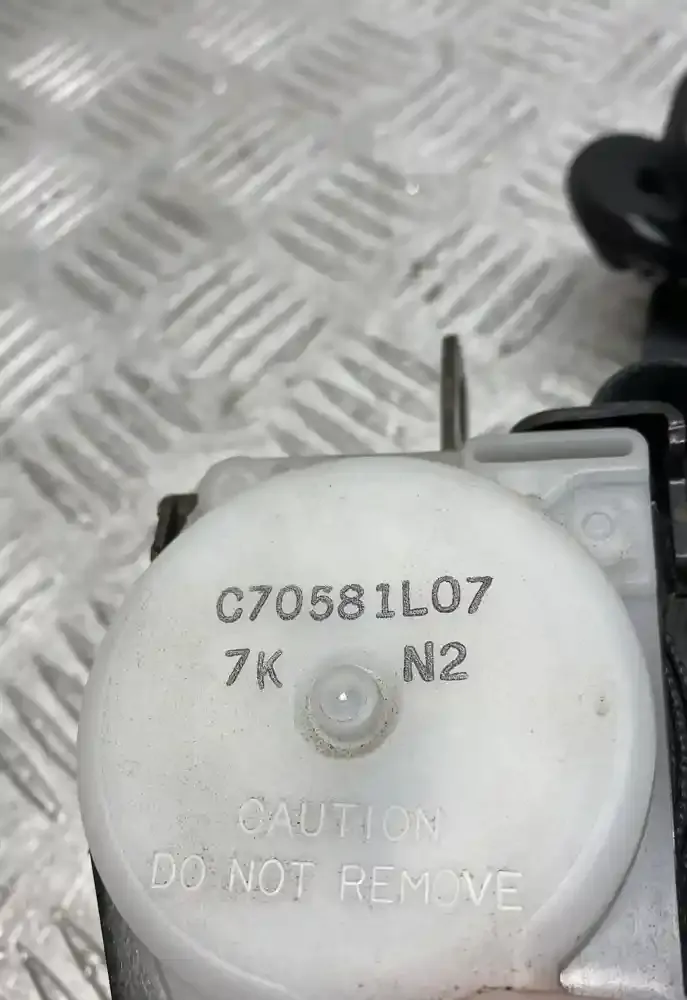 C70581L07
7K N2
CAUTION
DO NOT REMOVE